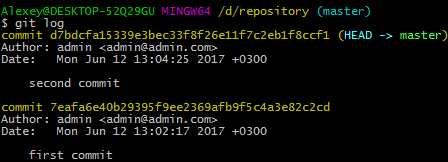 Alexey@DESKTOP-52Q29GU MINGW64 /d/repository (master)
$ git log
commit d7bdcfa15339e3bec33f8f26e11f7c2eb1f8ccf1 (HEAD -> master)
Author: admin <admin@admin.com>
Date:   Mon Jun 12 13:04:25 2017 +0300
second commit
commit 7eafa6e40b29395f9ee2369afb9f5c4a3e82c2cd
Author: admin <admin@admin.com>
Date:   Mon Jun 12 13:02:17 2017 +0300
first commit